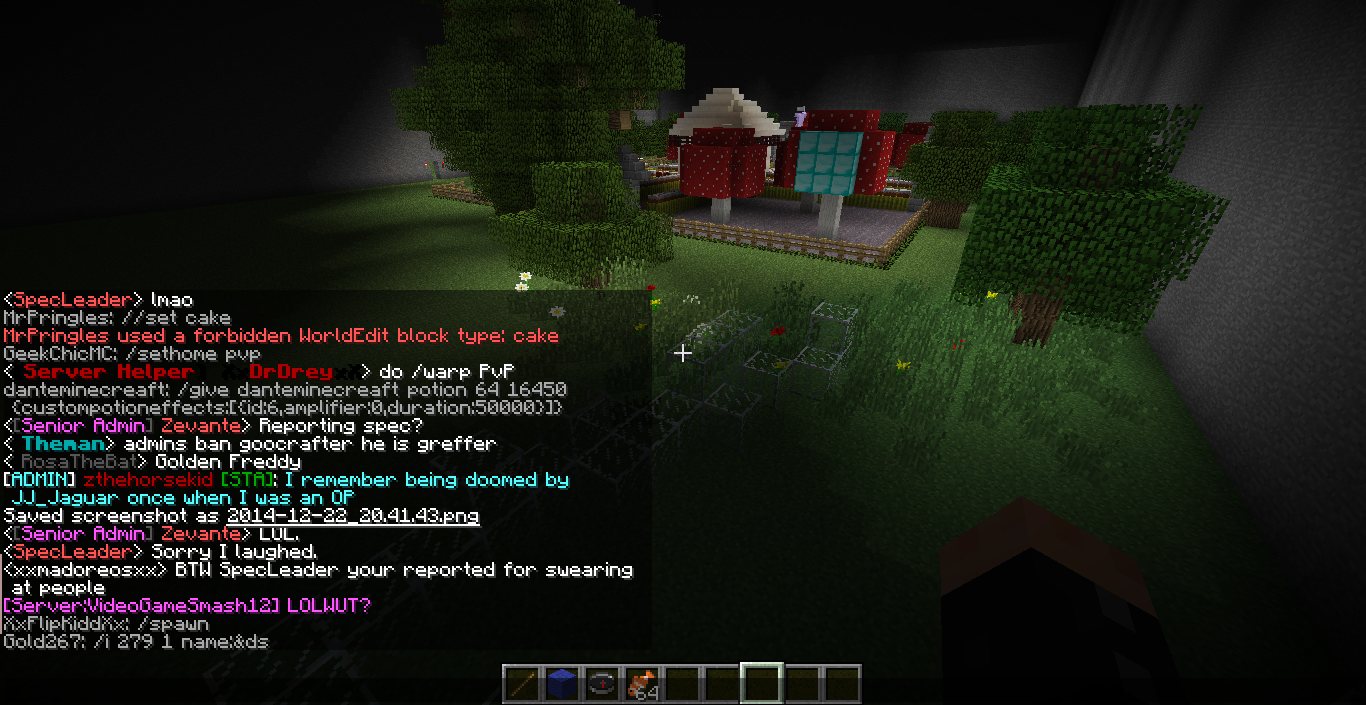 <SpecLeader> lmao
MrPringles: //set cake
MrPringles used a forbidden WorldEdit block type: cake
GeekChicMC: /sethome pvp
< Server Helper DrDrey > do /warp PvP
danteminecreaft: /give danteminecreaft potion 64 16450
{custompotioneffects:[{id:6,amplifier:0,duration:50000}]}
<[Senior Admin] Zevante> Reporting spec?
< Theman> admins ban goocrafter he is greffer
< RosaTheBat> Golden Freddy
[ADMIN] zthehorsekid [STA]: I remember being doomed by
JJ_Jaguar once when I was an OP
Saved screenshot as 2014-12-22_20.41.43.png
<[Senior Admin] Zevante> LOL.
<SpecLeader> Sorry I laughed.
<xxmadoreosxx> BTW SpecLeader your reported for swearing
at people
[Server:VideoGameSmash12] LOLWUT?
XxFlipKiddXx: /spawn
Gold267: /i 279 1 name:&ds
64